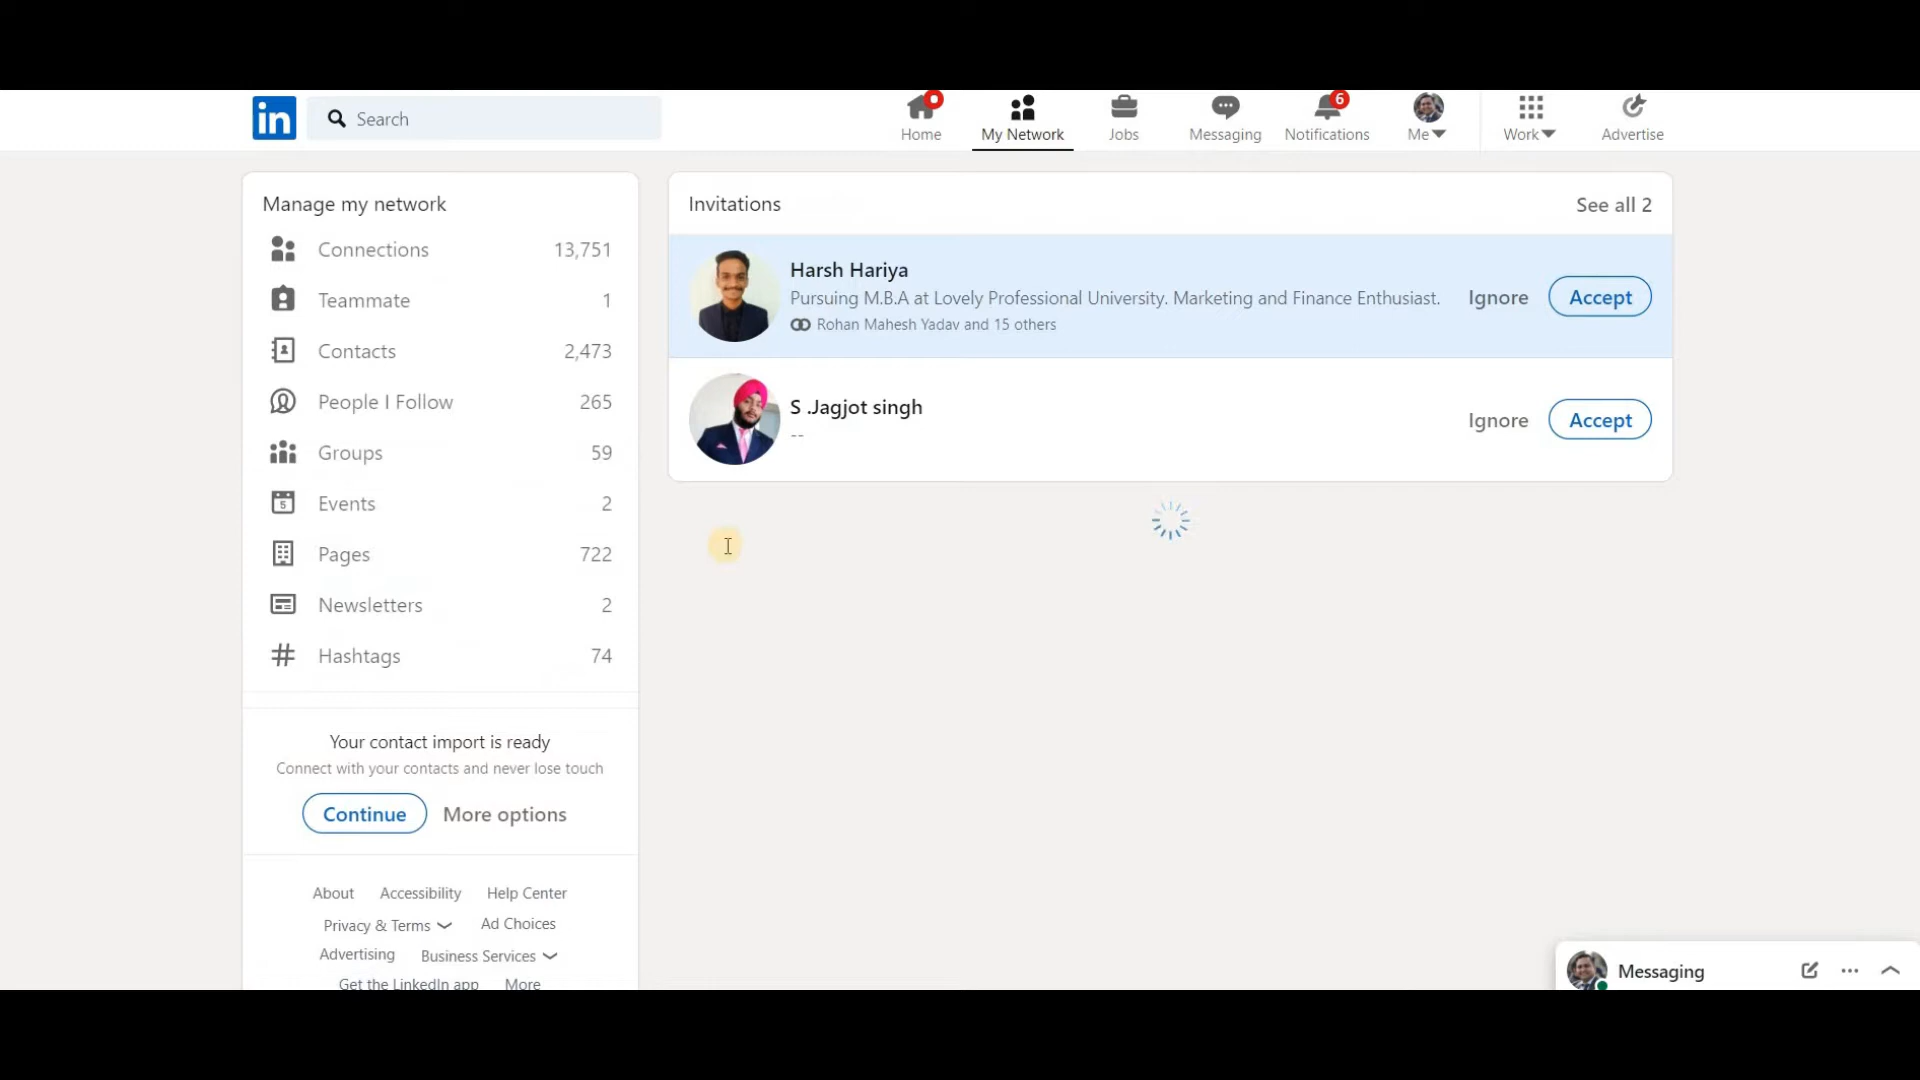 in
Search
Home
My Network
Jobs
Messaging
6
Notifications
Me
Work
Advertise
Manage my network
Connections 13,751
Teammate 1
Contacts 2,473
People I Follow 265
Groups 59
5
Events 2
Pages 722
Newsletters 2
Hashtags 74
Your contact import is ready
Connect with your contacts and never lose touch
Continue More options
About Accessibility Help Center
Privacy & Terms Ad Choices
Advertising Business Services
Get the LinkedIn app More
Invitations See all 2
Harsh Hariya
Pursuing M.B.A at Lovely Professional University. Marketing and Finance Enthusiast.
Rohan Mahesh Yadav and 15 others
Ignore Accept
S .Jagjot singh
--
Ignore Accept
Messaging